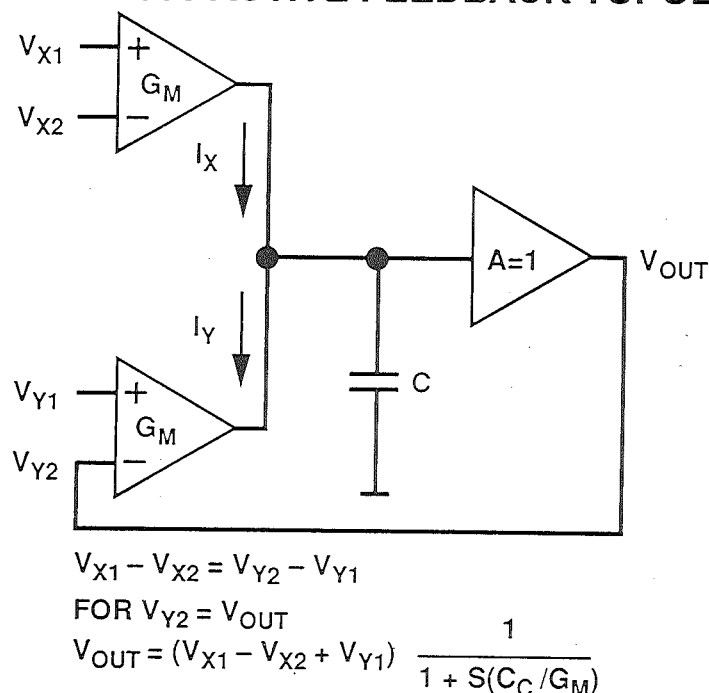 FEEDBACK
V_X1
+
G_M
V_X2
−
I_X
A=1
V_OUT
I_Y
C
V_Y1
+
G_M
V_Y2
−
V_X1 − V_X2 = V_Y2 − V_Y1
FOR V_Y2 = V_OUT
V_OUT = (V_X1 − V_X2 + V_Y1) 1 / 1 + S(C_C /G_M)